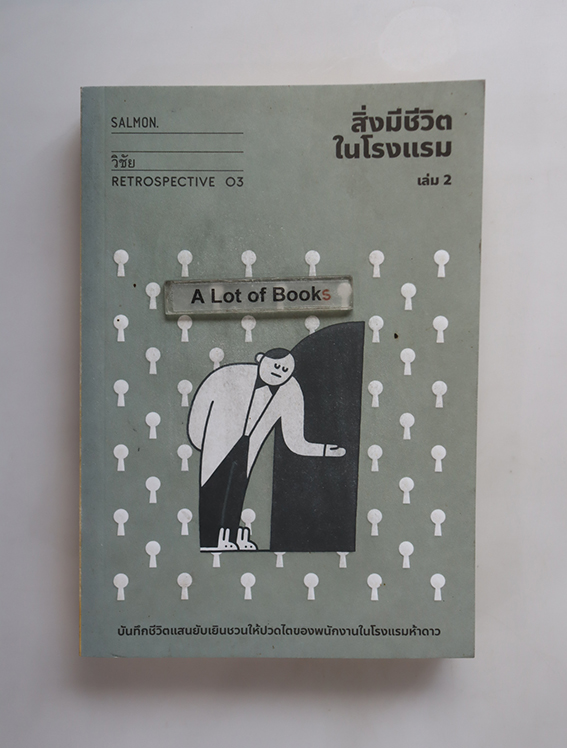 SALMON.
วิชัย
RETROSPECTIVE 03
สิ่งมีชีวิต
ในโรงแรม
เล่ม 2
A Lot of Books
บันทึกชีวิตแสนยับเยินชวนให้ปวดไตของพนักงานในโรงแรมห้าดาว